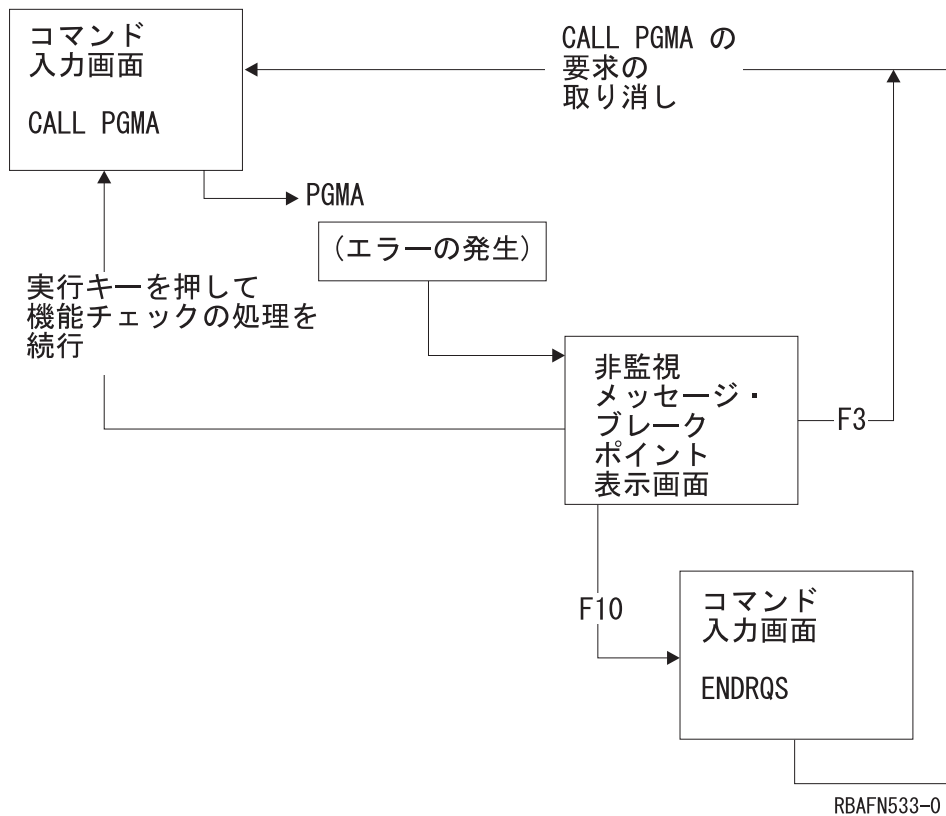 コマンド
入力画面
CALL PGMA
CALL PGMA の
要求の
取り消し
PGMA
(エラーの発生)
実行キーを押して
機能チェックの処理を
続行
非監視
メッセージ・
ブレーク
ポイント
表示画面
F3
F10
コマンド
入力画面
ENDRQS
RBAFN533-0